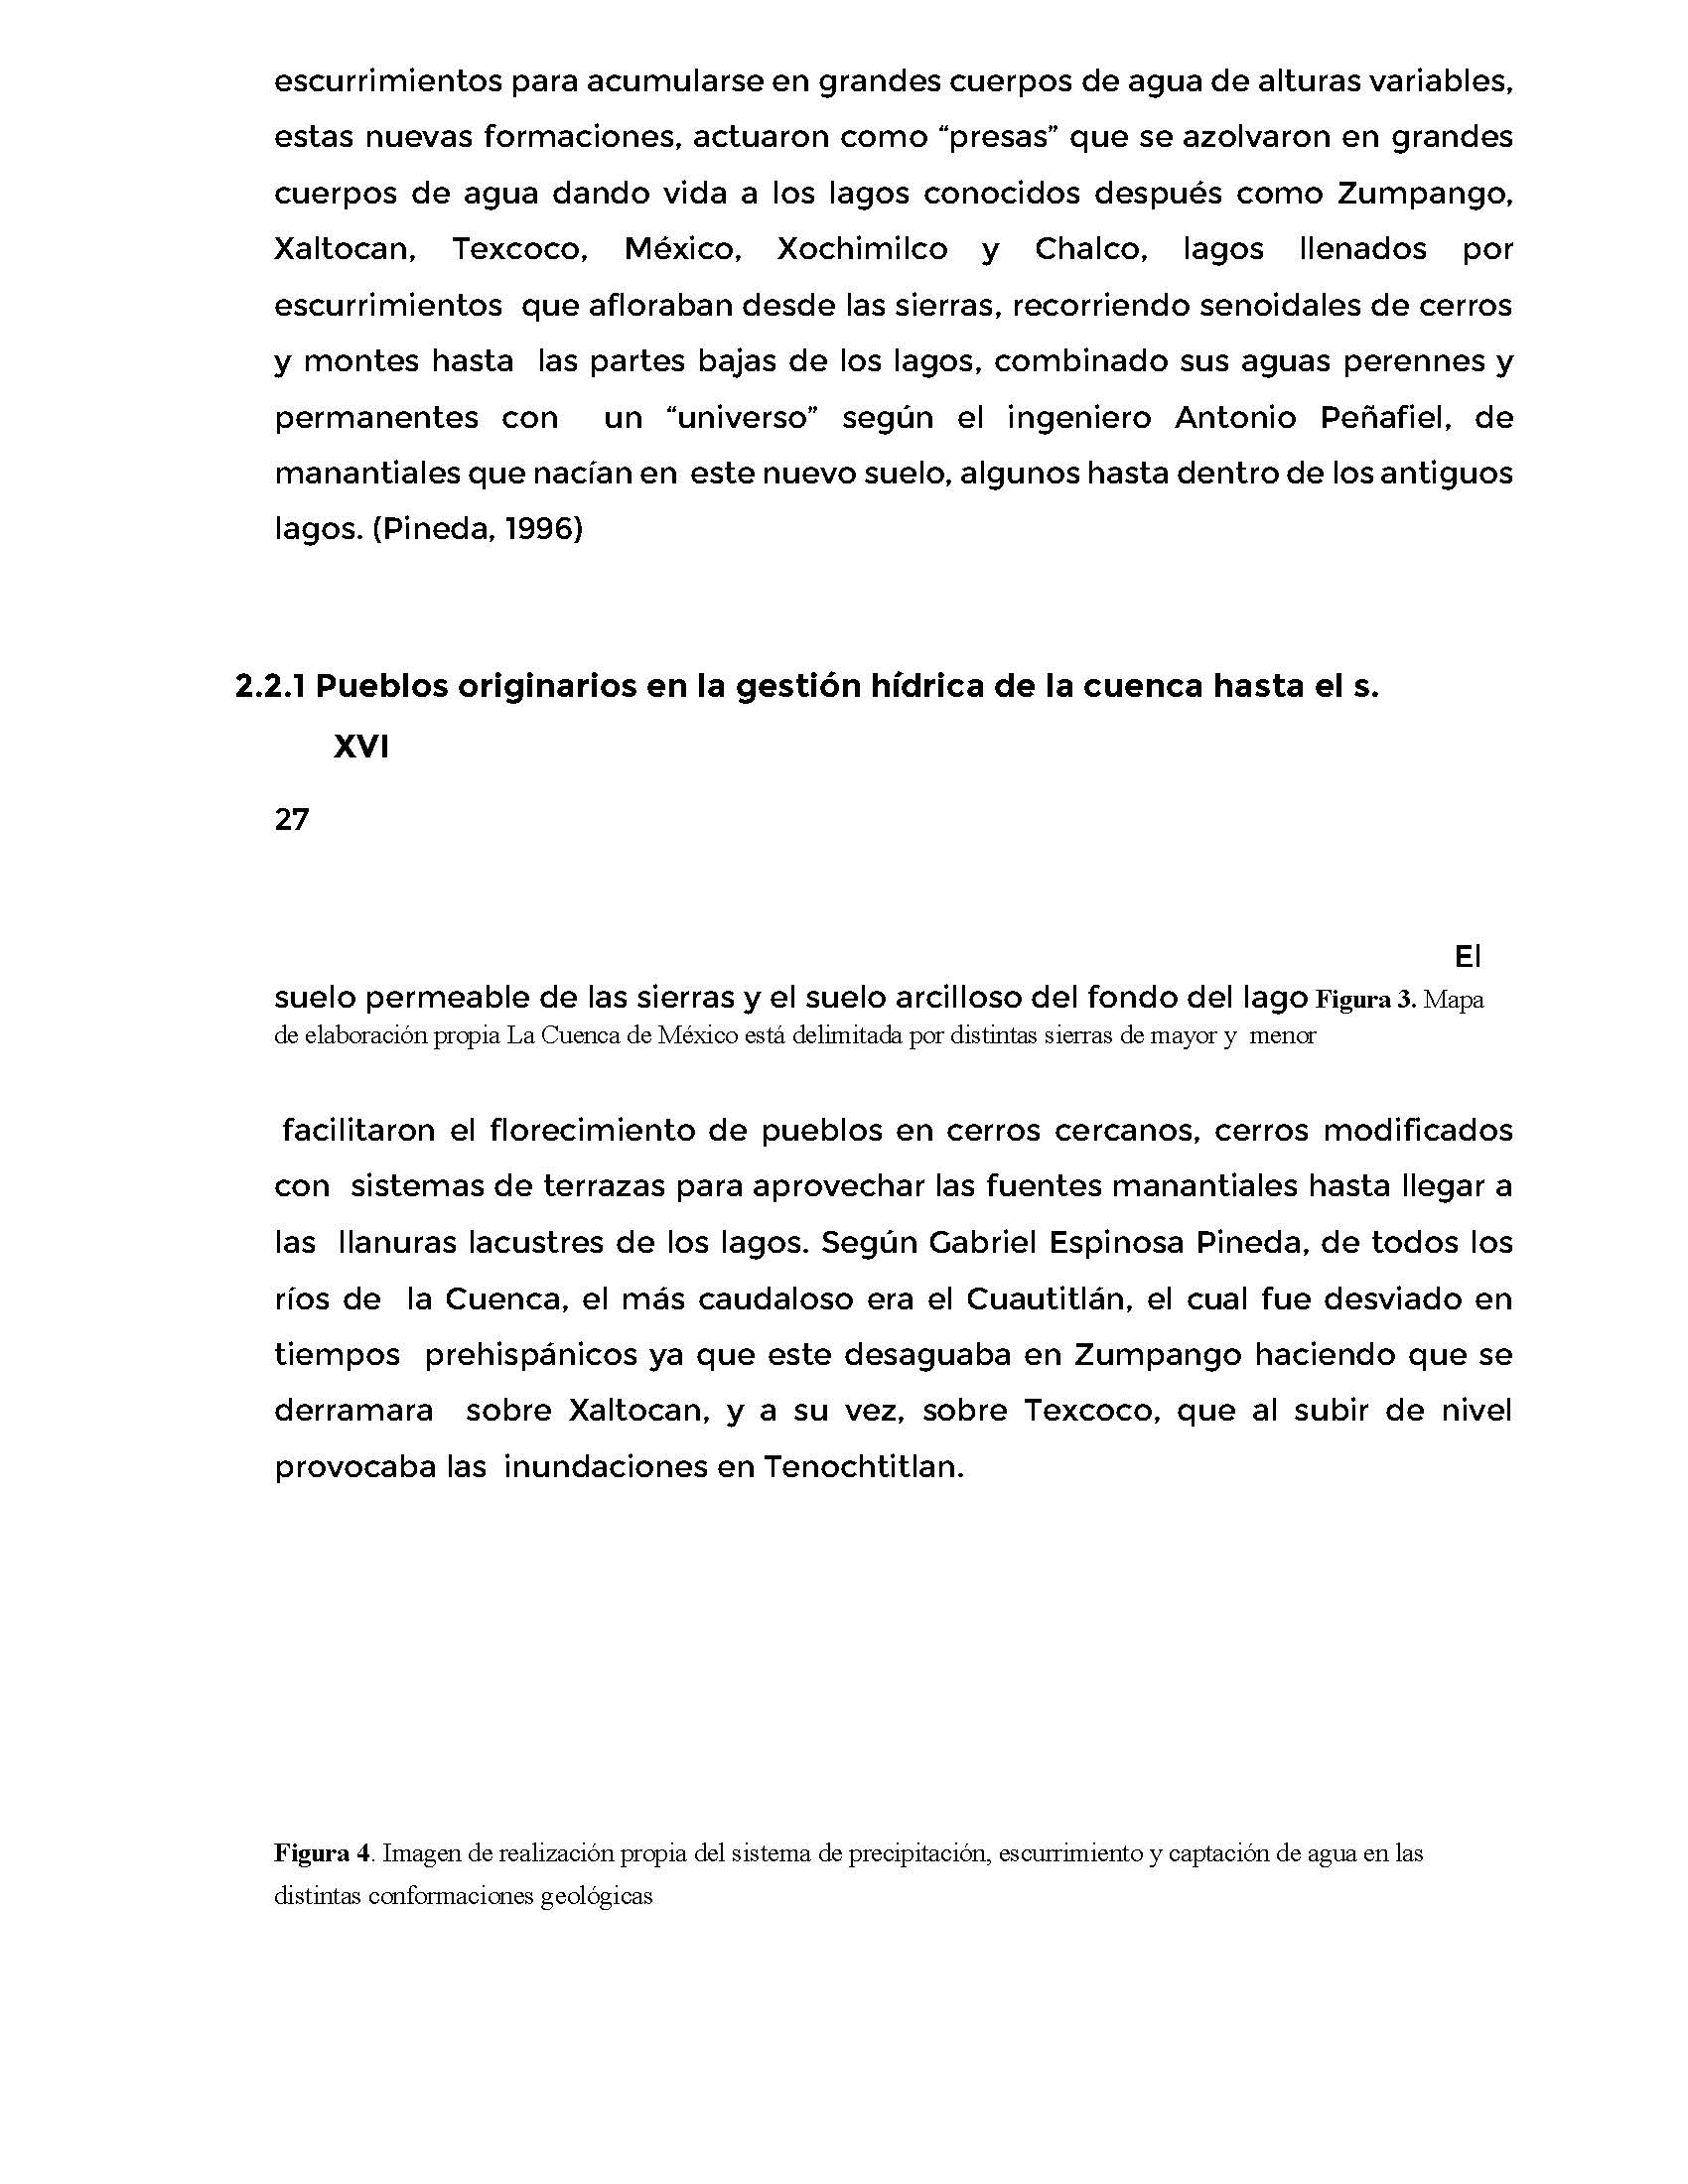 escurrimientos para acumularse en grandes cuerpos de agua de alturas variables,
estas nuevas formaciones, actuaron como “presas” que se azolvaron en grandes
cuerpos de agua dando vida a los lagos conocidos después como Zumpango,
Xaltocan, Texcoco, México, Xochimilco y Chalco, lagos llenados por
escurrimientos que afloraban desde las sierras, recorriendo senoidales de cerros
y montes hasta las partes bajas de los lagos, combinado sus aguas perennes y
permanentes con un “universo” según el ingeniero Antonio Peñafiel, de
manantiales que nacían en este nuevo suelo, algunos hasta dentro de los antiguos
lagos. (Pineda, 1996)
2.2.1 Pueblos originarios en la gestión hídrica de la cuenca hasta el s.
XVI
27
El
suelo permeable de las sierras y el suelo arcilloso del fondo del lago Figura 3. Mapa
de elaboración propia La Cuenca de México está delimitada por distintas sierras de mayor y menor
facilitaron el florecimiento de pueblos en cerros cercanos, cerros modificados
con sistemas de terrazas para aprovechar las fuentes manantiales hasta llegar a
las llanuras lacustres de los lagos. Según Gabriel Espinosa Pineda, de todos los
ríos de la Cuenca, el más caudaloso era el Cuautitlán, el cual fue desviado en
tiempos prehispánicos ya que este desaguaba en Zumpango haciendo que se
derramara sobre Xaltocan, y a su vez, sobre Texcoco, que al subir de nivel
provocaba las inundaciones en Tenochtitlan.
Figura 4. Imagen de realización propia del sistema de precipitación, escurrimiento y captación de agua en las
distintas conformaciones geológicas